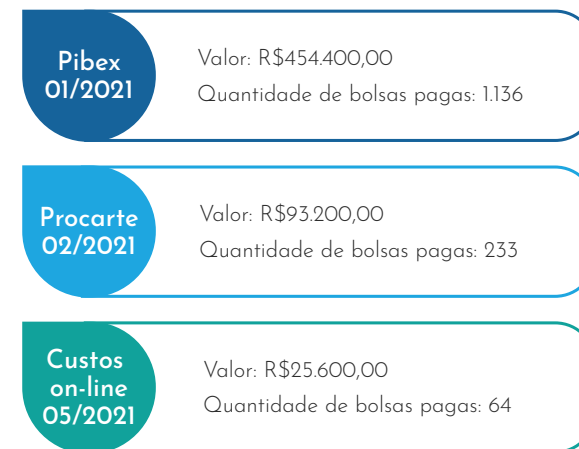 Pibex
01/2021
Valor: R$454.400,00
Quantidade de bolsas pagas: 1.136
Procarte
02/2021
Valor: R$93.200,00
Quantidade de bolsas pagas: 233
Custos
on-line
05/2021
Valor: R$25.600,00
Quantidade de bolsas pagas: 64